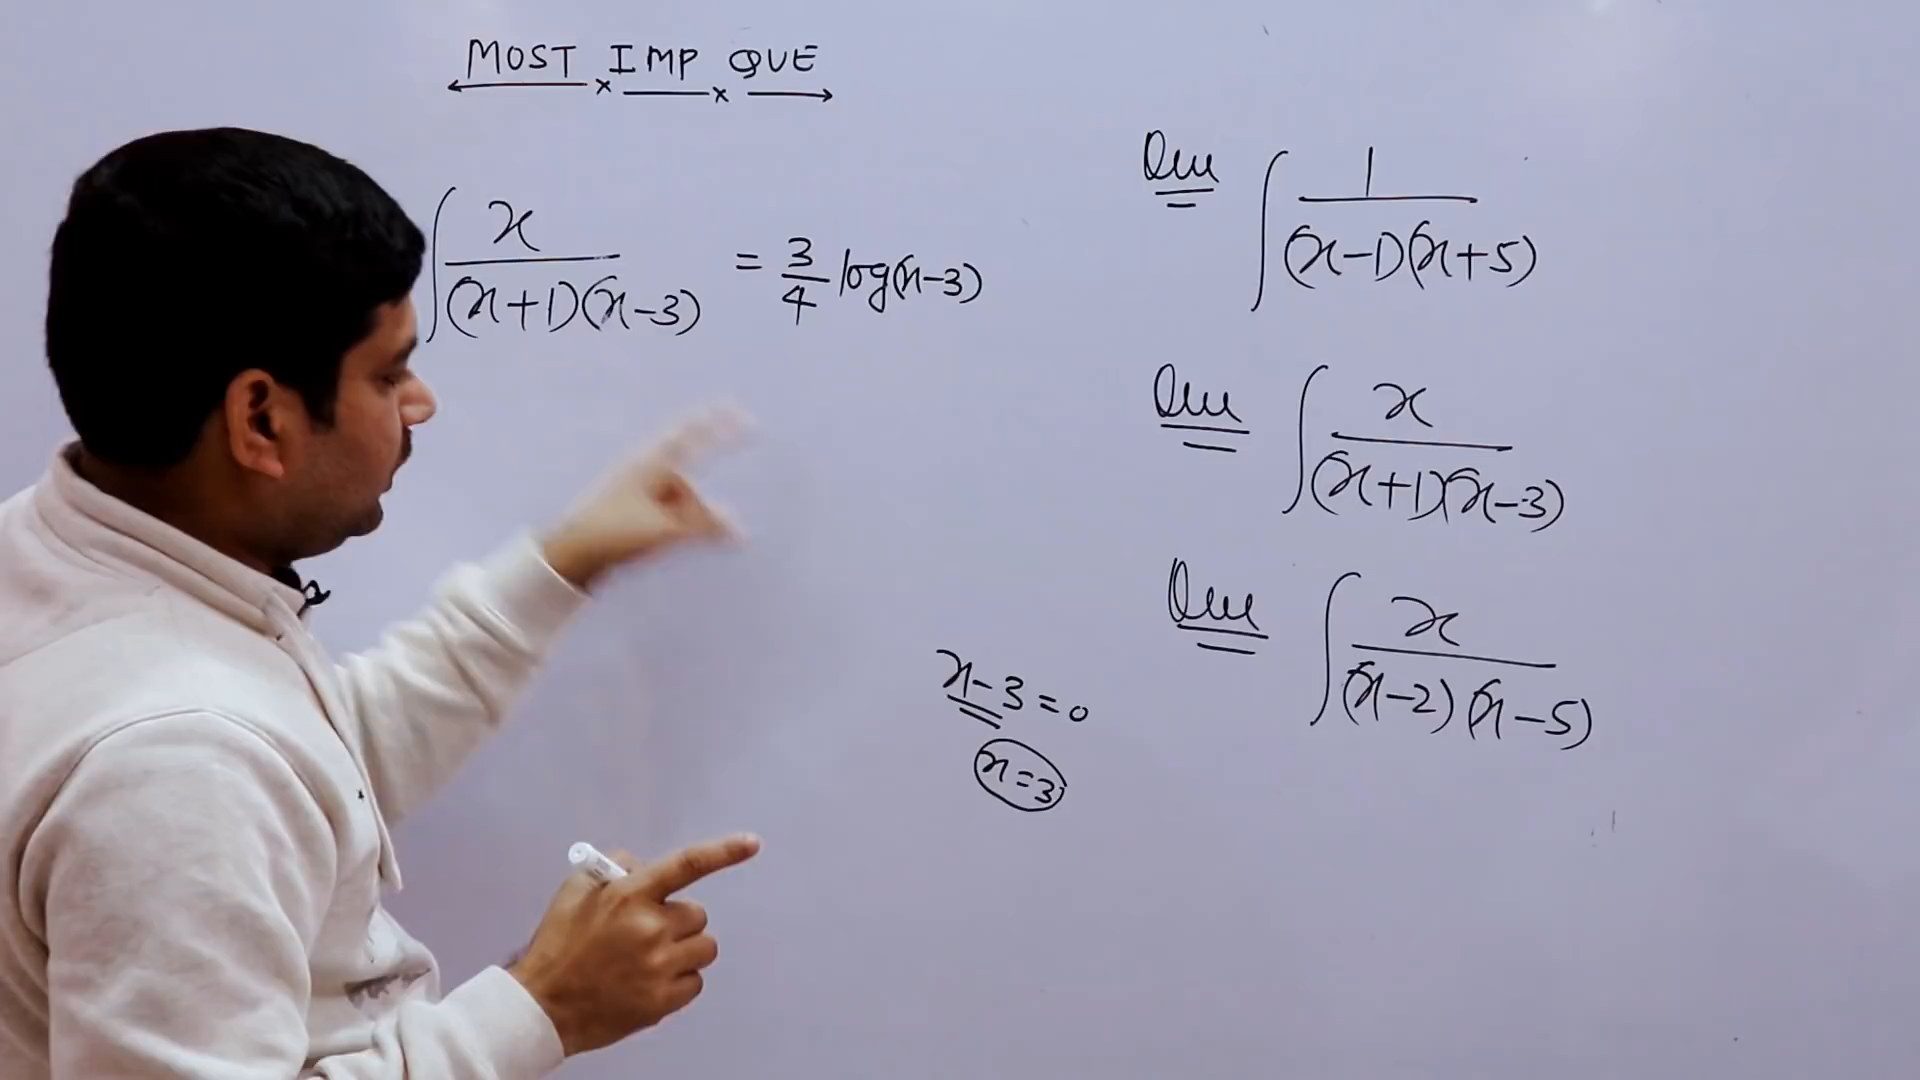 MOST IMP QUE
∫ x / (x+1)(x-3) = 3/4 log(x-3)
Que ∫ 1 / (x-1)(x+5)
Que ∫ x / (x+1)(x-3)
Que ∫ x / (x-2)(x-5)
x-3=0
x=3